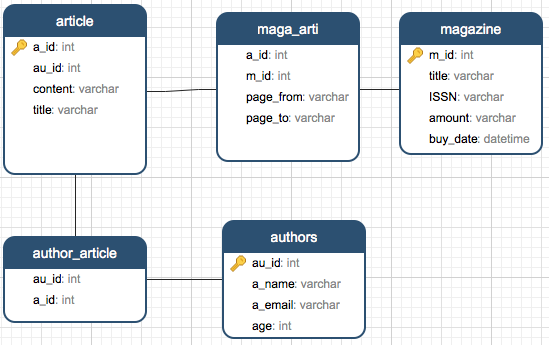 article
a_id: int
au_id: int
content: varchar
title: varchar
maga_arti
a_id: int
m_id: int
page_from: varchar
page_to: varchar
magazine
m_id: int
title: varchar
ISSN: varchar
amount: varchar
buy_date: datetime
author_article
au_id: int
a_id: int
authors
au_id: int
a_name: varchar
a_email: varchar
age: int